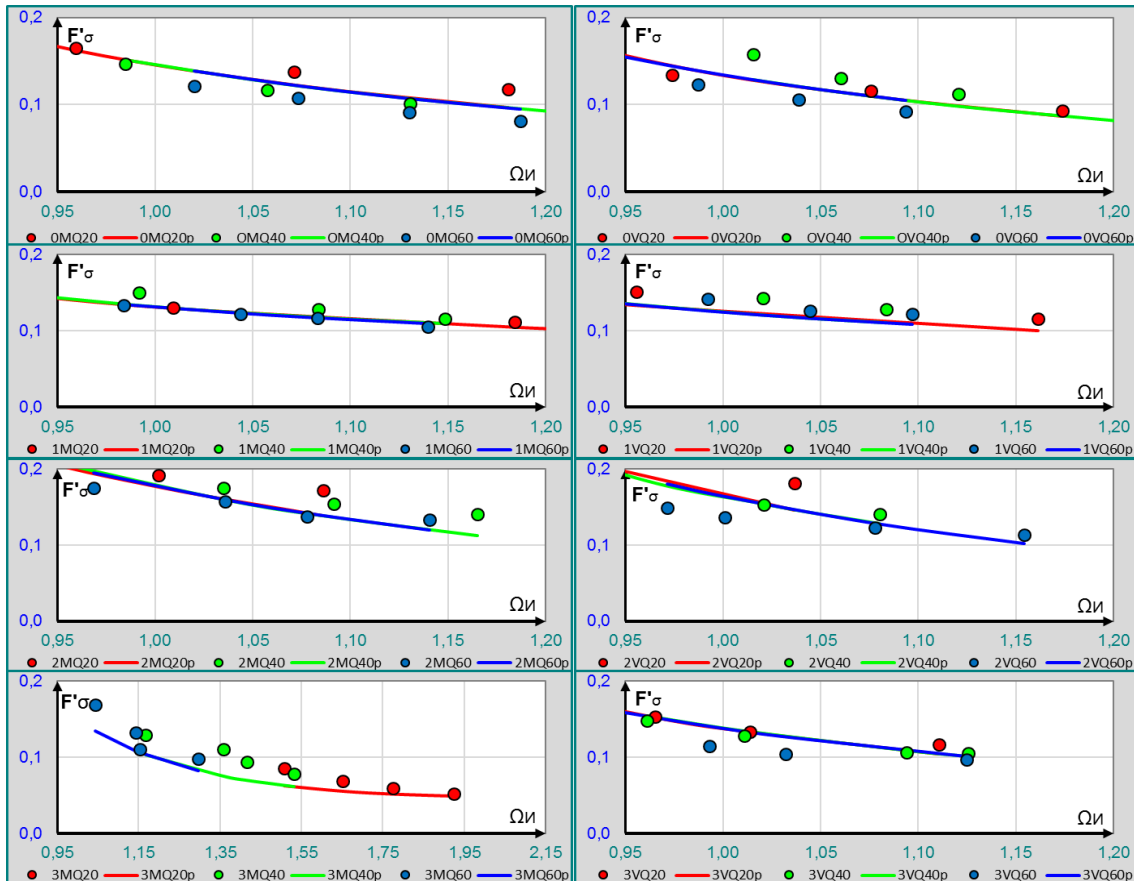 0,2 F'σ
0,1
Ωи
0,0
0,95 1,00 1,05 1,10 1,15 1,20
0MQ20 0MQ20p 0MQ40 0MQ40p 0MQ60 0MQ60p
0,2 F'σ
0,1
Ωи
0,0
0,95 1,00 1,05 1,10 1,15 1,20
0VQ20 0VQ20p 0VQ40 0VQ40p 0VQ60 0VQ60p
0,2 F'σ
0,1
Ωи
0,0
0,95 1,00 1,05 1,10 1,15 1,20
1MQ20 1MQ20p 1MQ40 1MQ40p 1MQ60 1MQ60p
0,2 F'σ
0,1
Ωи
0,0
0,95 1,00 1,05 1,10 1,15 1,20
1VQ20 1VQ20p 1VQ40 1VQ40p 1VQ60 1VQ60p
0,2 F'σ
0,1
Ωи
0,0
0,95 1,00 1,05 1,10 1,15 1,20
2MQ20 2MQ20p 2MQ40 2MQ40p 2MQ60 2MQ60p
0,2 F'σ
0,1
Ωи
0,0
0,95 1,00 1,05 1,10 1,15 1,20
2VQ20 2VQ20p 2VQ40 2VQ40p 2VQ60 2VQ60p
0,2 F'σ
0,1
Ωи
0,0
0,95 1,15 1,35 1,55 1,75 1,95 2,15
3MQ20 3MQ20p 3MQ40 3MQ40p 3MQ60 3MQ60p
0,2 F'σ
0,1
Ωи
0,0
0,95 1,00 1,05 1,10 1,15 1,20
3VQ20 3VQ20p 3VQ40 3VQ40p 3VQ60 3VQ60p